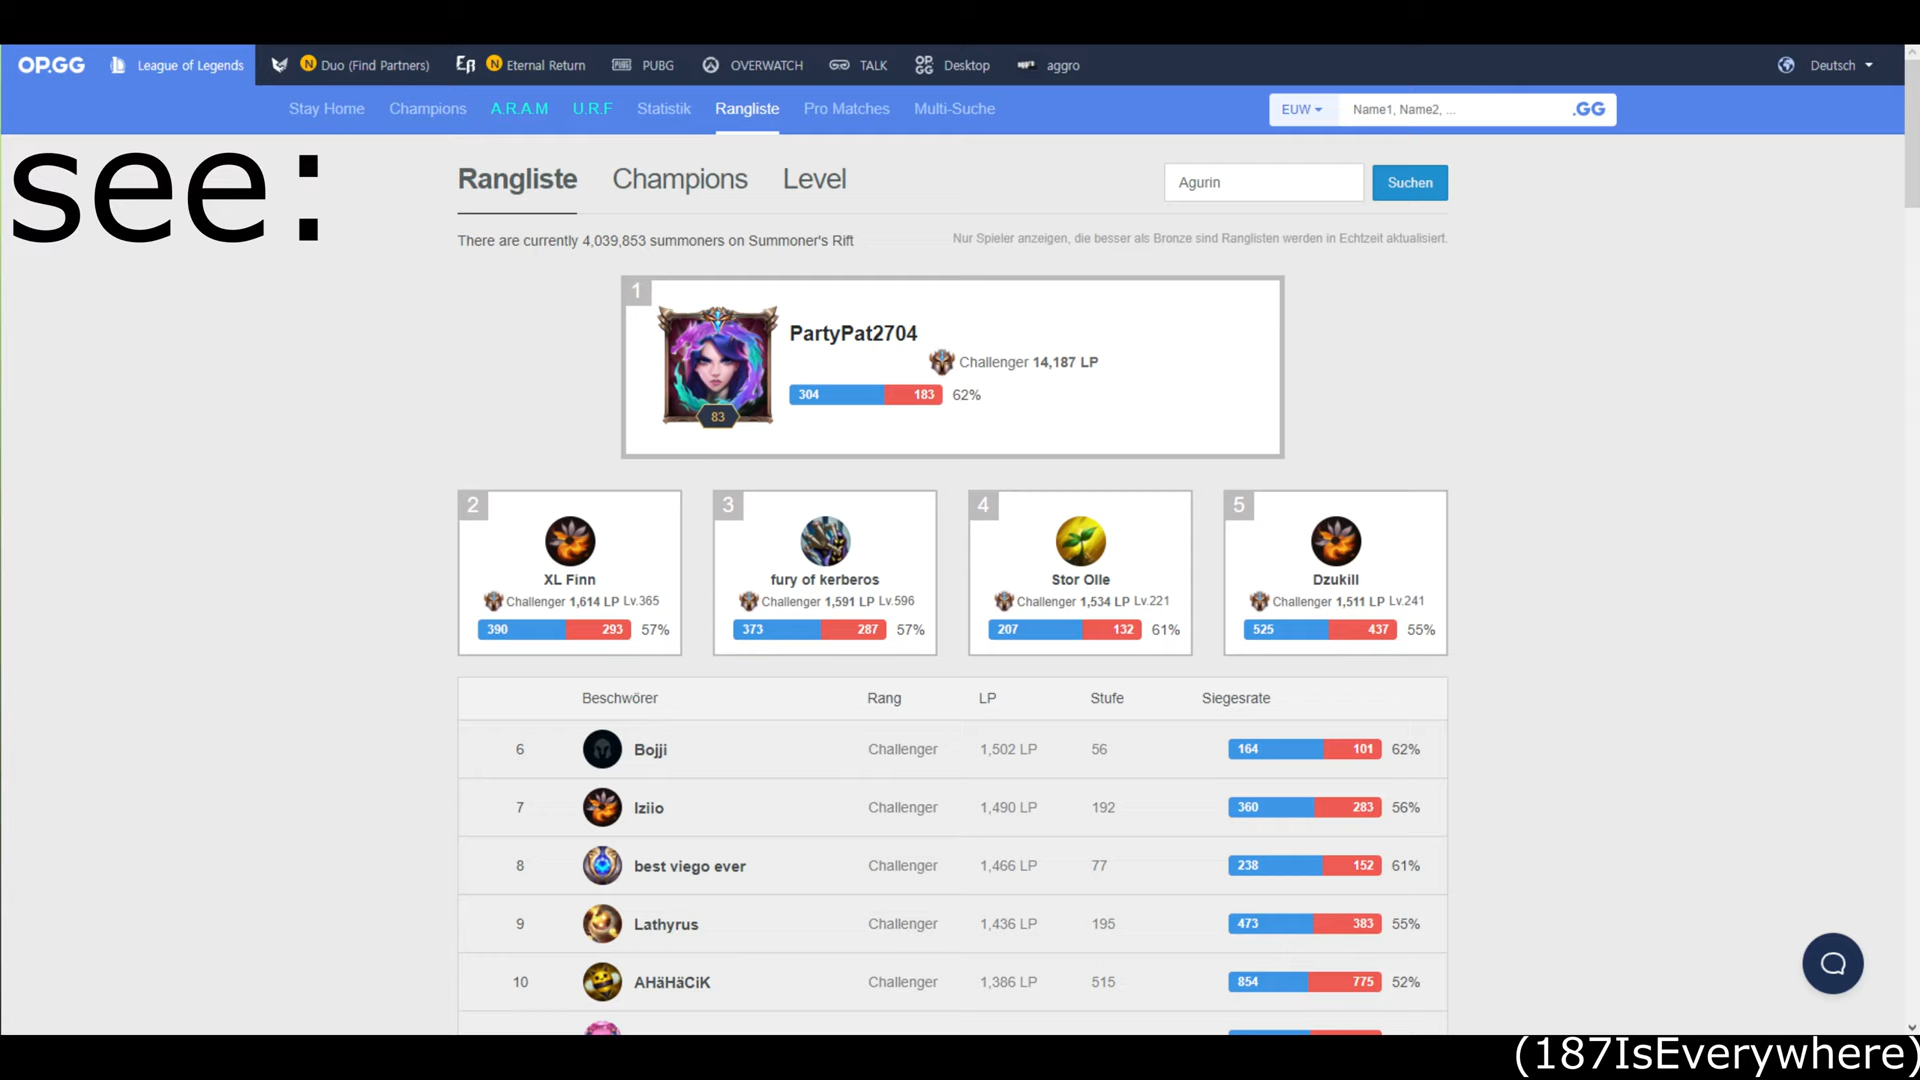 OP.GG League of Legends Duo (Find Partners) Eternal Return PUBG OVERWATCH TALK OP.GG Desktop aggro Deutsch
Stay Home Champions A.R.A.M U.R.F Statistik Rangliste Pro Matches Multi-Suche EUW Name1, Name2, ... .GG
see:
Rangliste Champions Level Agurin Suchen
There are currently 4,039,853 summoners on Summoner's Rift Nur Spieler anzeigen, die besser als Bronze sind Ranglisten werden in Echtzeit aktualisiert.
1
PartyPat2704
Challenger 14,187 LP
304 183 62%
83
2 3 4 5
XL Finn fury of kerberos Stor Olle Dzukill
Challenger 1,614 LP Lv.365 Challenger 1,591 LP Lv.596 Challenger 1,534 LP Lv.221 Challenger 1,511 LP Lv.241
390 293 57% 373 287 57% 207 132 61% 525 437 55%
Beschwörer Rang LP Stufe Siegesrate
6 Bojji Challenger 1,502 LP 56 164 101 62%
7 Iziio Challenger 1,490 LP 192 360 283 56%
8 best viego ever Challenger 1,466 LP 77 238 152 61%
9 Lathyrus Challenger 1,436 LP 195 473 383 55%
10 AHäHäCiK Challenger 1,386 LP 515 854 775 52%
(187IsEverywhere)